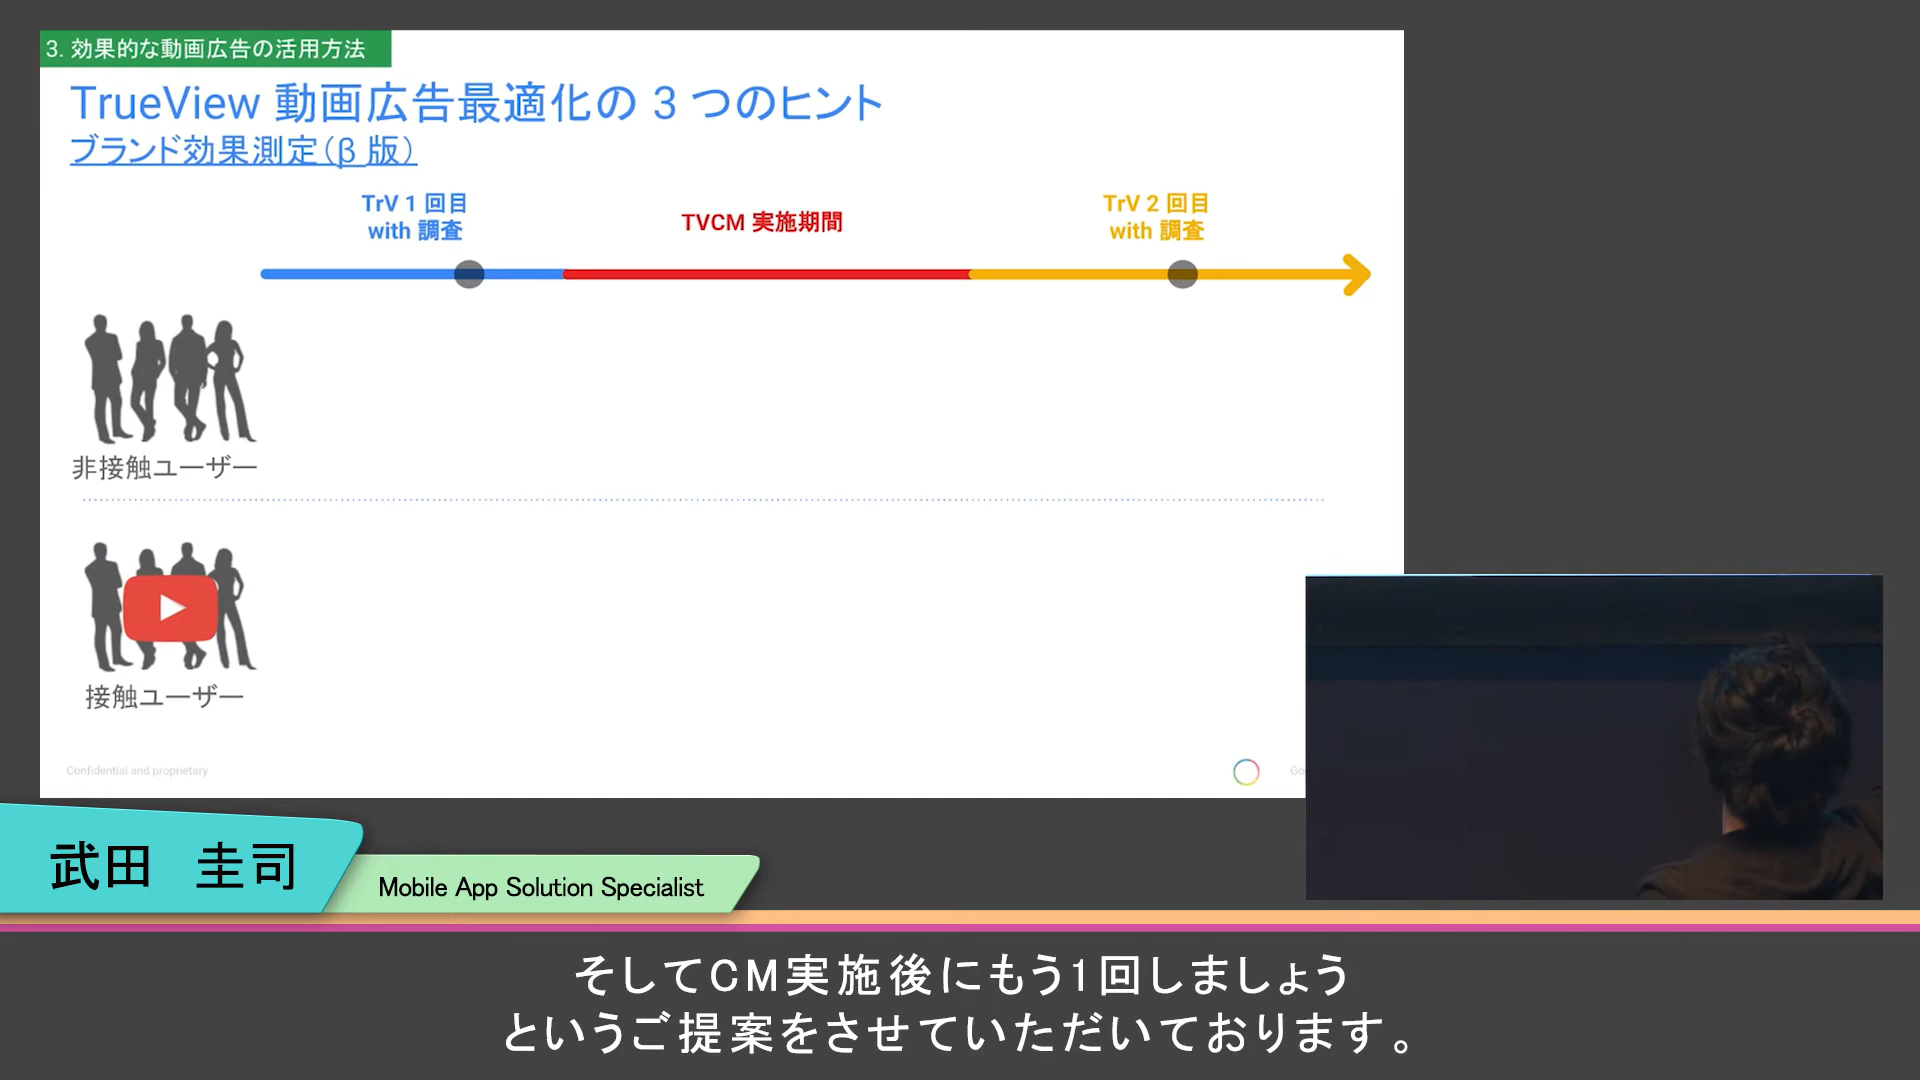 3. 効果的な動画広告の活用方法
TrueView 動画広告最適化の 3 つのヒント
ブランド効果測定（β 版）
TrV 1 回目
with 調査
TVCM 実施期間
TrV 2 回目
with 調査
非接触ユーザー
接触ユーザー
Confidential and proprietary
武田 圭司
Mobile App Solution Specialist
そしてCM実施後にもう1回しましょう
というご提案をさせていただいております。